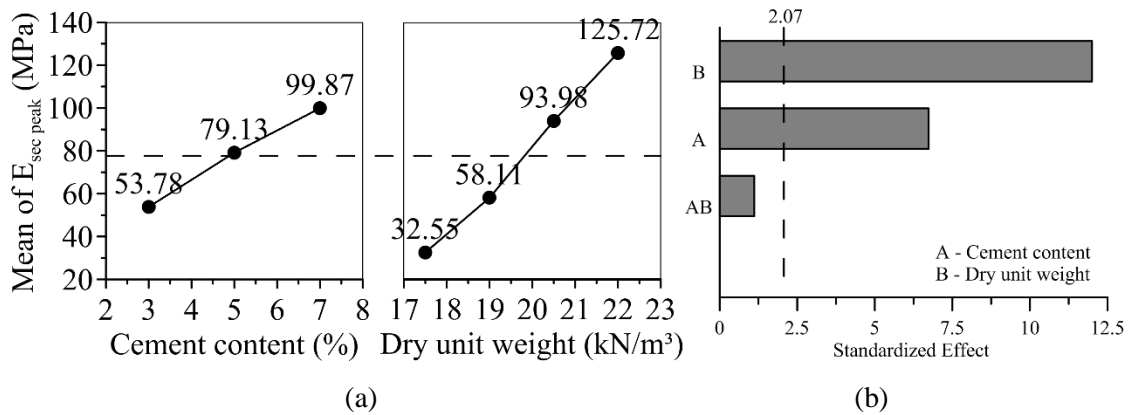 Mean of E sec peak (MPa)
140
120
100
80
60
40
20
53.78
79.13
99.87
2 3 4 5 6 7 8
Cement content (%)
32.55
58.11
93.98
125.72
17 18 19 20 21 22 23
Dry unit weight (kN/m³)
(a)
2.07
B
A
AB
A - Cement content
B - Dry unit weight
0 2.5 5 7.5 10 12.5
Standardized Effect
(b)